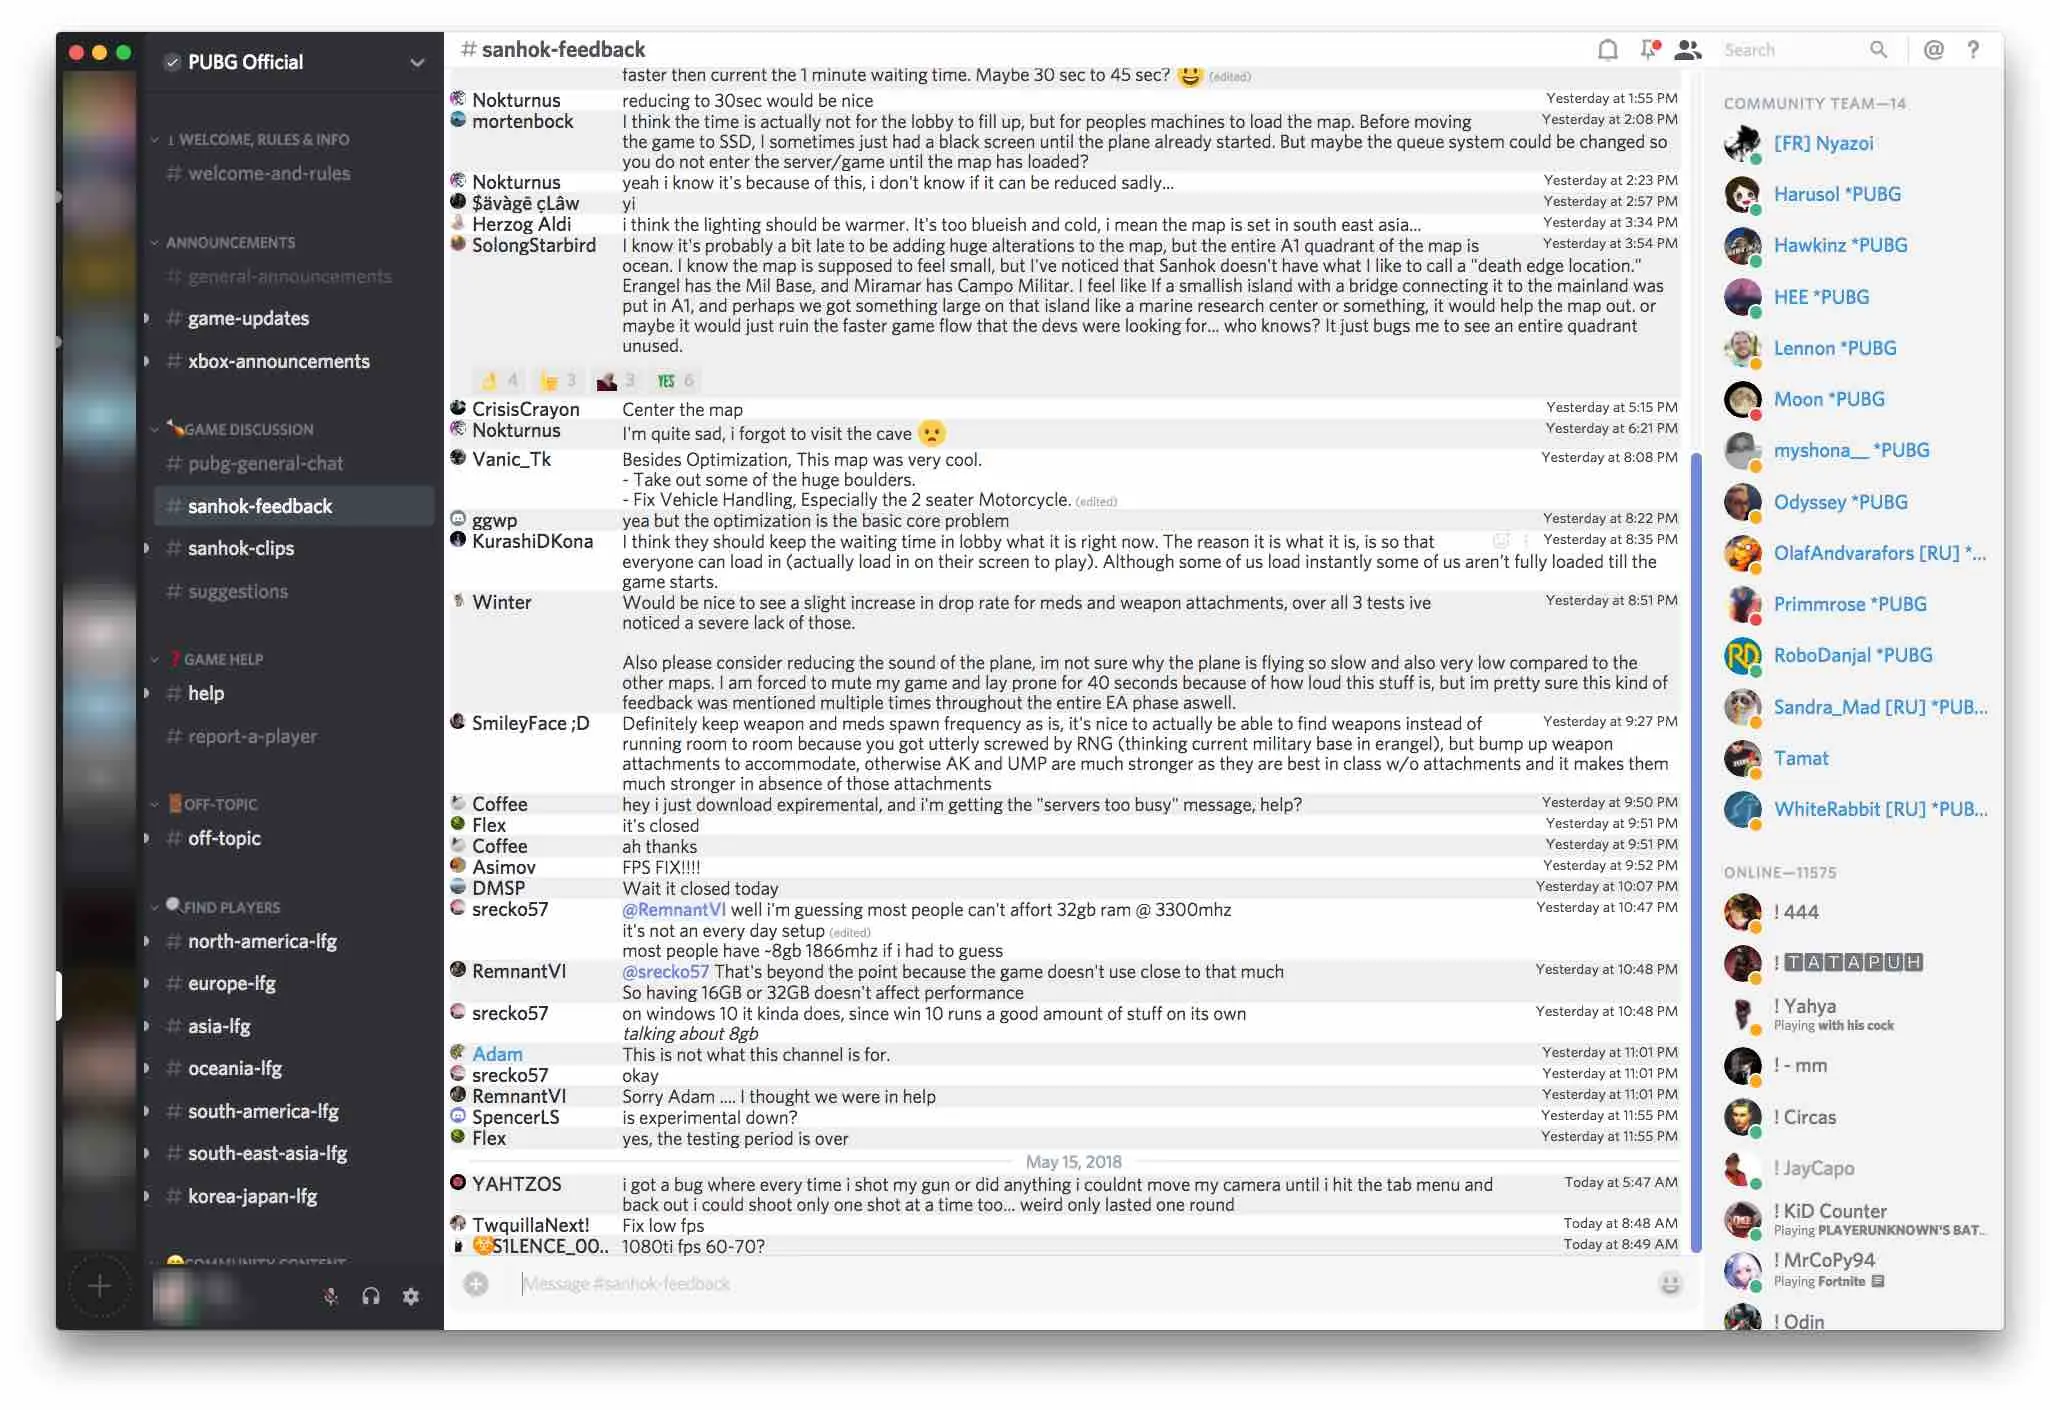 PUBG Official
WELCOME, RULES & INFO
# welcome-and-rules
ANNOUNCEMENTS
# general-announcements
# game-updates
# xbox-announcements
GAME DISCUSSION
# pubg-general-chat
# sanhok-feedback
# sanhok-clips
# suggestions
❓GAME HELP
# help
# report-a-player
OFF-TOPIC
# off-topic
FIND PLAYERS
# north-america-lfg
# europe-lfg
# asia-lfg
# oceania-lfg
# south-america-lfg
# south-east-asia-lfg
# korea-japan-lfg
COMMUNITY CONTENT
# sanhok-feedback
Search
@ ?
faster then current the 1 minute waiting time. Maybe 30 sec to 45 sec? 😃 (edited)
Nokturnus reducing to 30sec would be nice Yesterday at 1:55 PM
mortenbock I think the time is actually not for the lobby to fill up, but for peoples machines to load the map. Before moving Yesterday at 2:08 PM
the game to SSD, I sometimes just had a black screen until the plane already started. But maybe the queue system could be changed so
you do not enter the server/game until the map has loaded?
Nokturnus yeah i know it's because of this, i don't know if it can be reduced sadly... Yesterday at 2:23 PM
$ävàgē çLâw yi Yesterday at 2:57 PM
Herzog Aldi i think the lighting should be warmer. It's too blueish and cold, i mean the map is set in south east asia... Yesterday at 3:34 PM
SolongStarbird I know it's probably a bit late to be adding huge alterations to the map, but the entire A1 quadrant of the map is Yesterday at 3:54 PM
ocean. I know the map is supposed to feel small, but I've noticed that Sanhok doesn't have what I like to call a "death edge location."
Erangel has the Mil Base, and Miramar has Campo Militar. I feel like If a smallish island with a bridge connecting it to the mainland was
put in A1, and perhaps we got something large on that island like a marine research center or something, it would help the map out. or
maybe it would just ruin the faster game flow that the devs were looking for... who knows? It just bugs me to see an entire quadrant
unused.
👌 4 👍 3 3 YES 6
CrisisCrayon Center the map Yesterday at 5:15 PM
Nokturnus I'm quite sad, i forgot to visit the cave 😦 Yesterday at 6:21 PM
Vanic_Tk Besides Optimization, This map was very cool. Yesterday at 8:08 PM
- Take out some of the huge boulders.
- Fix Vehicle Handling, Especially the 2 seater Motorcycle. (edited)
ggwp yea but the optimization is the basic core problem Yesterday at 8:22 PM
KurashiDKona I think they should keep the waiting time in lobby what it is right now. The reason it is what it is, is so that Yesterday at 8:35 PM
everyone can load in (actually load in on their screen to play). Although some of us load instantly some of us aren't fully loaded till the
game starts.
Winter Would be nice to see a slight increase in drop rate for meds and weapon attachments, over all 3 tests ive Yesterday at 8:51 PM
noticed a severe lack of those.
Also please consider reducing the sound of the plane, im not sure why the plane is flying so slow and also very low compared to the
other maps. I am forced to mute my game and lay prone for 40 seconds because of how loud this stuff is, but im pretty sure this kind of
feedback was mentioned multiple times throughout the entire EA phase aswell.
SmileyFace ;D Definitely keep weapon and meds spawn frequency as is, it's nice to actually be able to find weapons instead of Yesterday at 9:27 PM
running room to room because you got utterly screwed by RNG (thinking current military base in erangel), but bump up weapon
attachments to accommodate, otherwise AK and UMP are much stronger as they are best in class w/o attachments and it makes them
much stronger in absence of those attachments
Coffee hey i just download expiremental, and i'm getting the "servers too busy" message, help? Yesterday at 9:50 PM
Flex it's closed Yesterday at 9:51 PM
Coffee ah thanks Yesterday at 9:51 PM
Asimov FPS FIX!!!! Yesterday at 9:52 PM
DMSP Wait it closed today Yesterday at 10:07 PM
srecko57 @RemnantVI well i'm guessing most people can't affort 32gb ram @ 3300mhz Yesterday at 10:47 PM
it's not an every day setup (edited)
most people have ~8gb 1866mhz if i had to guess
RemnantVI @srecko57 That's beyond the point because the game doesn't use close to that much Yesterday at 10:48 PM
So having 16GB or 32GB doesn't affect performance
srecko57 on windows 10 it kinda does, since win 10 runs a good amount of stuff on its own Yesterday at 10:48 PM
talking about 8gb
Adam This is not what this channel is for. Yesterday at 11:01 PM
srecko57 okay Yesterday at 11:01 PM
RemnantVI Sorry Adam .... I thought we were in help Yesterday at 11:01 PM
SpencerLS is experimental down? Yesterday at 11:55 PM
Flex yes, the testing period is over Yesterday at 11:55 PM
May 15, 2018
YAHTZOS i got a bug where every time i shot my gun or did anything i couldnt move my camera until i hit the tab menu and Today at 5:47 AM
back out i could shoot only one shot at a time too... weird only lasted one round
TwquillaNext! Fix low fps Today at 8:48 AM
☣S1LENCE_00.. 1080ti fps 60-70? Today at 8:49 AM
Message #sanhok-feedback
COMMUNITY TEAM—14
[FR] Nyazoi
Harusol *PUBG
Hawkinz *PUBG
HEE *PUBG
Lennon *PUBG
Moon *PUBG
myshona__ *PUBG
Odyssey *PUBG
OlafAndvarafors [RU] *...
Primmrose *PUBG
RoboDanjal *PUBG
Sandra_Mad [RU] *PUB...
Tamat
WhiteRabbit [RU] *PUB...
ONLINE—11575
! 444
! TATAPUH
! Yahya
Playing with his cock
! - mm
! Circas
! JayCapo
! KiD Counter
Playing PLAYERUNKNOWN'S BAT...
! MrCoPy94
Playing Fortnite
! Odin